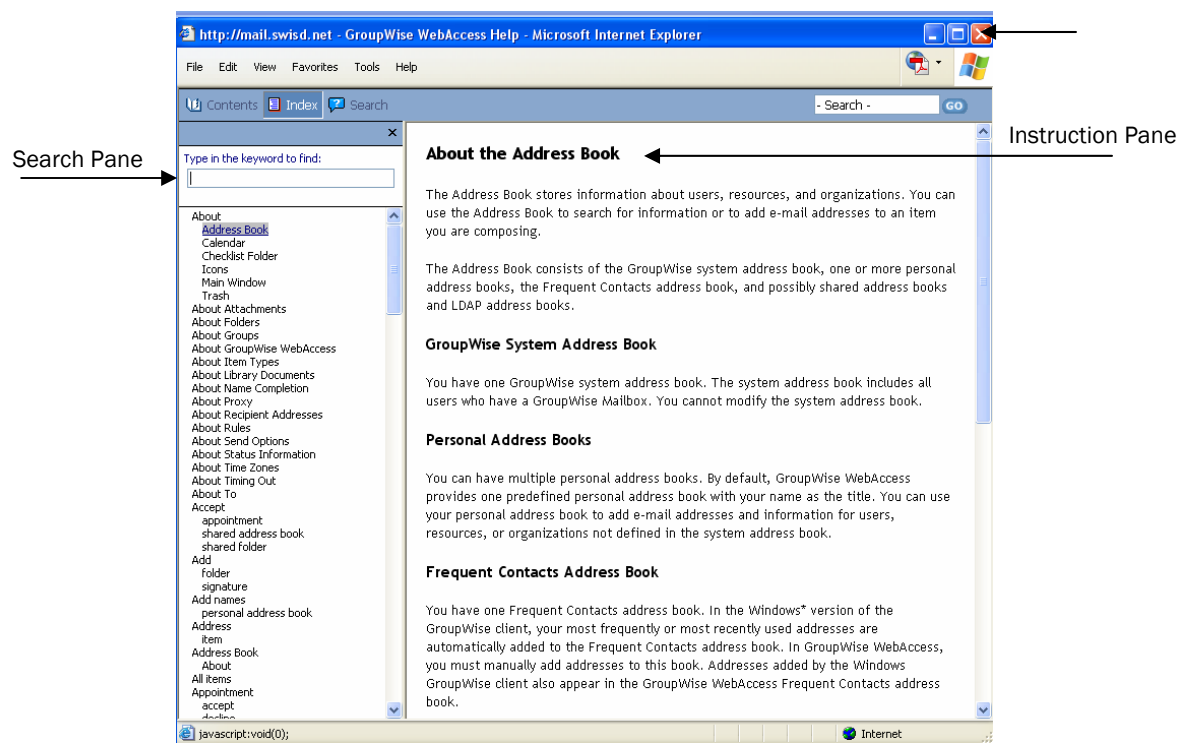 http://mail.swisd.net - GroupWise WebAccess Help - Microsoft Internet Explorer
File Edit View Favorites Tools Help
Contents Index Search
- Search - GO
Search Pane
Instruction Pane
Type in the keyword to find:
About
Address Book
Calendar
Checklist Folder
Icons
Main Window
Trash
About Attachments
About Folders
About Groups
About GroupWise WebAccess
About Item Types
About Library Documents
About Name Completion
About Proxy
About Recipient Addresses
About Rules
About Send Options
About Status Information
About Time Zones
About Timing Out
About To
Accept
appointment
shared address book
shared folder
Add
folder
signature
Add names
personal address book
Address
item
Address Book
About
All items
Appointment
accept
decline
About the Address Book
The Address Book stores information about users, resources, and organizations. You can
use the Address Book to search for information or to add e-mail addresses to an item
you are composing.
The Address Book consists of the GroupWise system address book, one or more personal
address books, the Frequent Contacts address book, and possibly shared address books
and LDAP address books.
GroupWise System Address Book
You have one GroupWise system address book. The system address book includes all
users who have a GroupWise Mailbox. You cannot modify the system address book.
Personal Address Books
You can have multiple personal address books. By default, GroupWise WebAccess
provides one predefined personal address book with your name as the title. You can use
your personal address book to add e-mail addresses and information for users,
resources, or organizations not defined in the system address book.
Frequent Contacts Address Book
You have one Frequent Contacts address book. In the Windows* version of the
GroupWise client, your most frequently or most recently used addresses are
automatically added to the Frequent Contacts address book. In GroupWise WebAccess,
you must manually add addresses to this book. Addresses added by the Windows
GroupWise client also appear in the GroupWise WebAccess Frequent Contacts address
book.
javascript:void(0);
Internet